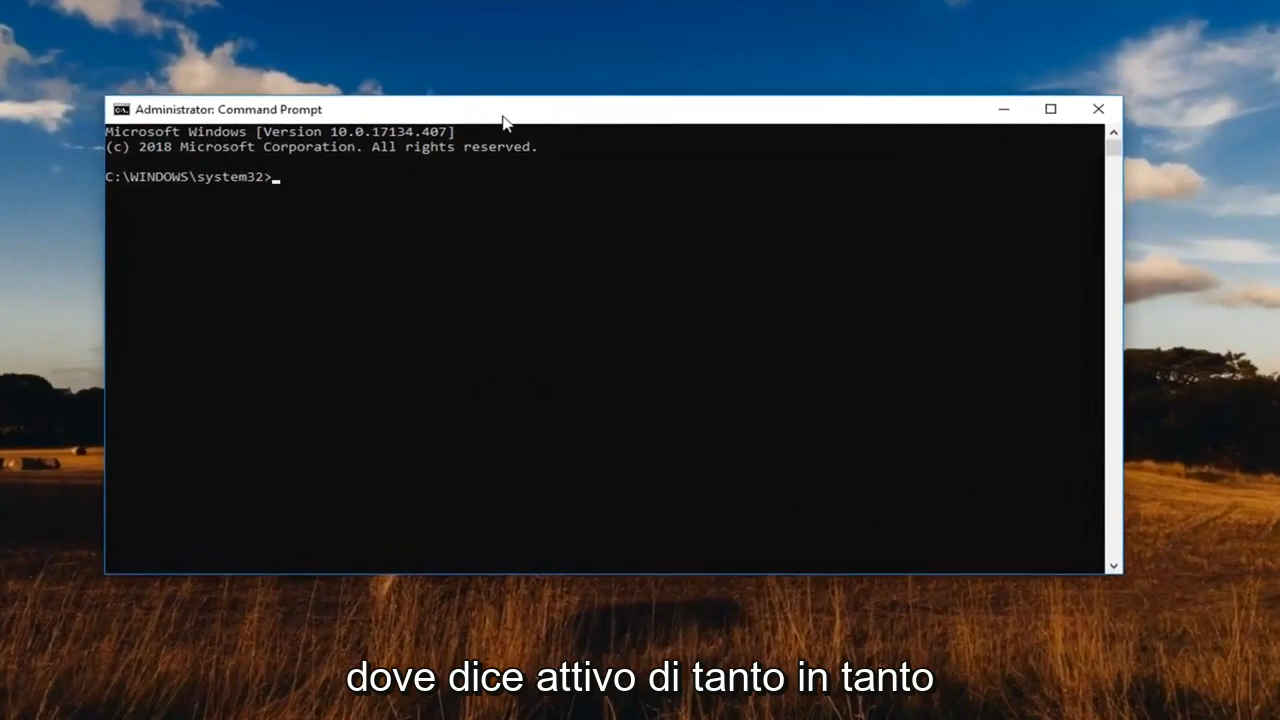 Administrator: Command Prompt
Microsoft Windows [Version 10.0.17134.407]
(c) 2018 Microsoft Corporation. All rights reserved.
C:\WINDOWS\system32>
dove dice attivo di tanto in tanto